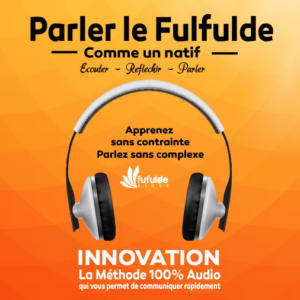 Parler le Fulfulde
Comme un natif
Ecouter - Reflechir - Parler
Apprenez
sans contrainte
Parlez sans complexe
fufulde
INNOVATION
La Méthode 100% Audio
qui vous permet de communiquer rapidement